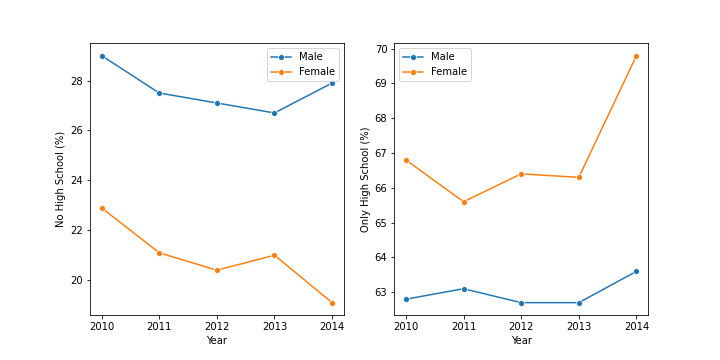 Male
Female
28
26
24
22
20
No High School (%)
2010 2011 2012 2013 2014
Year
Male
Female
70
69
68
67
66
65
64
63
Only High School (%)
2010 2011 2012 2013 2014
Year